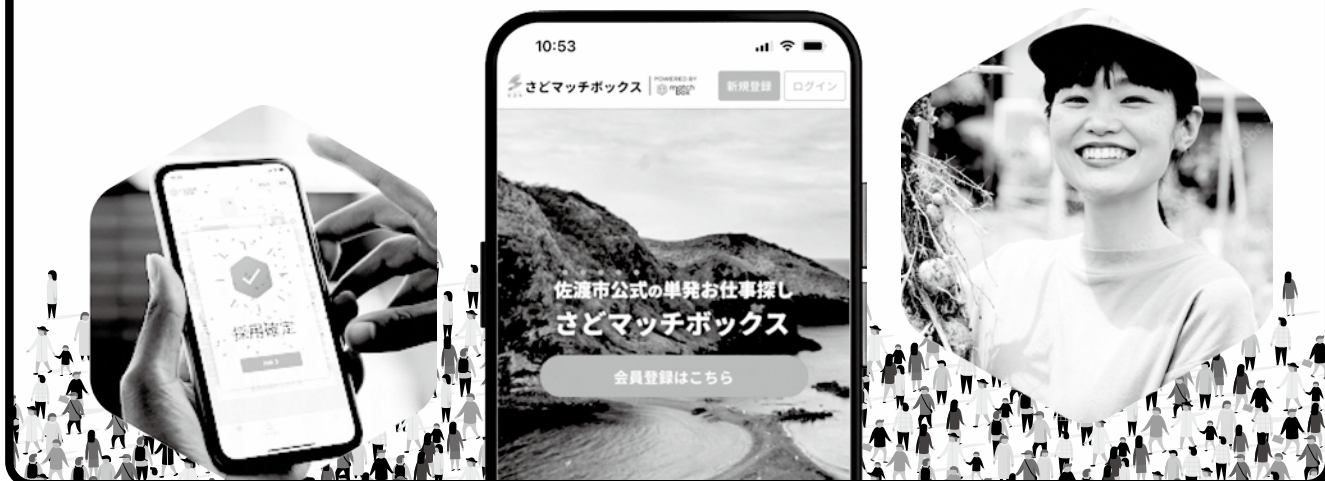 10:53
さどマッチボックス
POWERED BY
match box
新規登録
ログイン
採用確定
佐渡市公式の単発お仕事探し
さどマッチボックス
会員登録はこちら